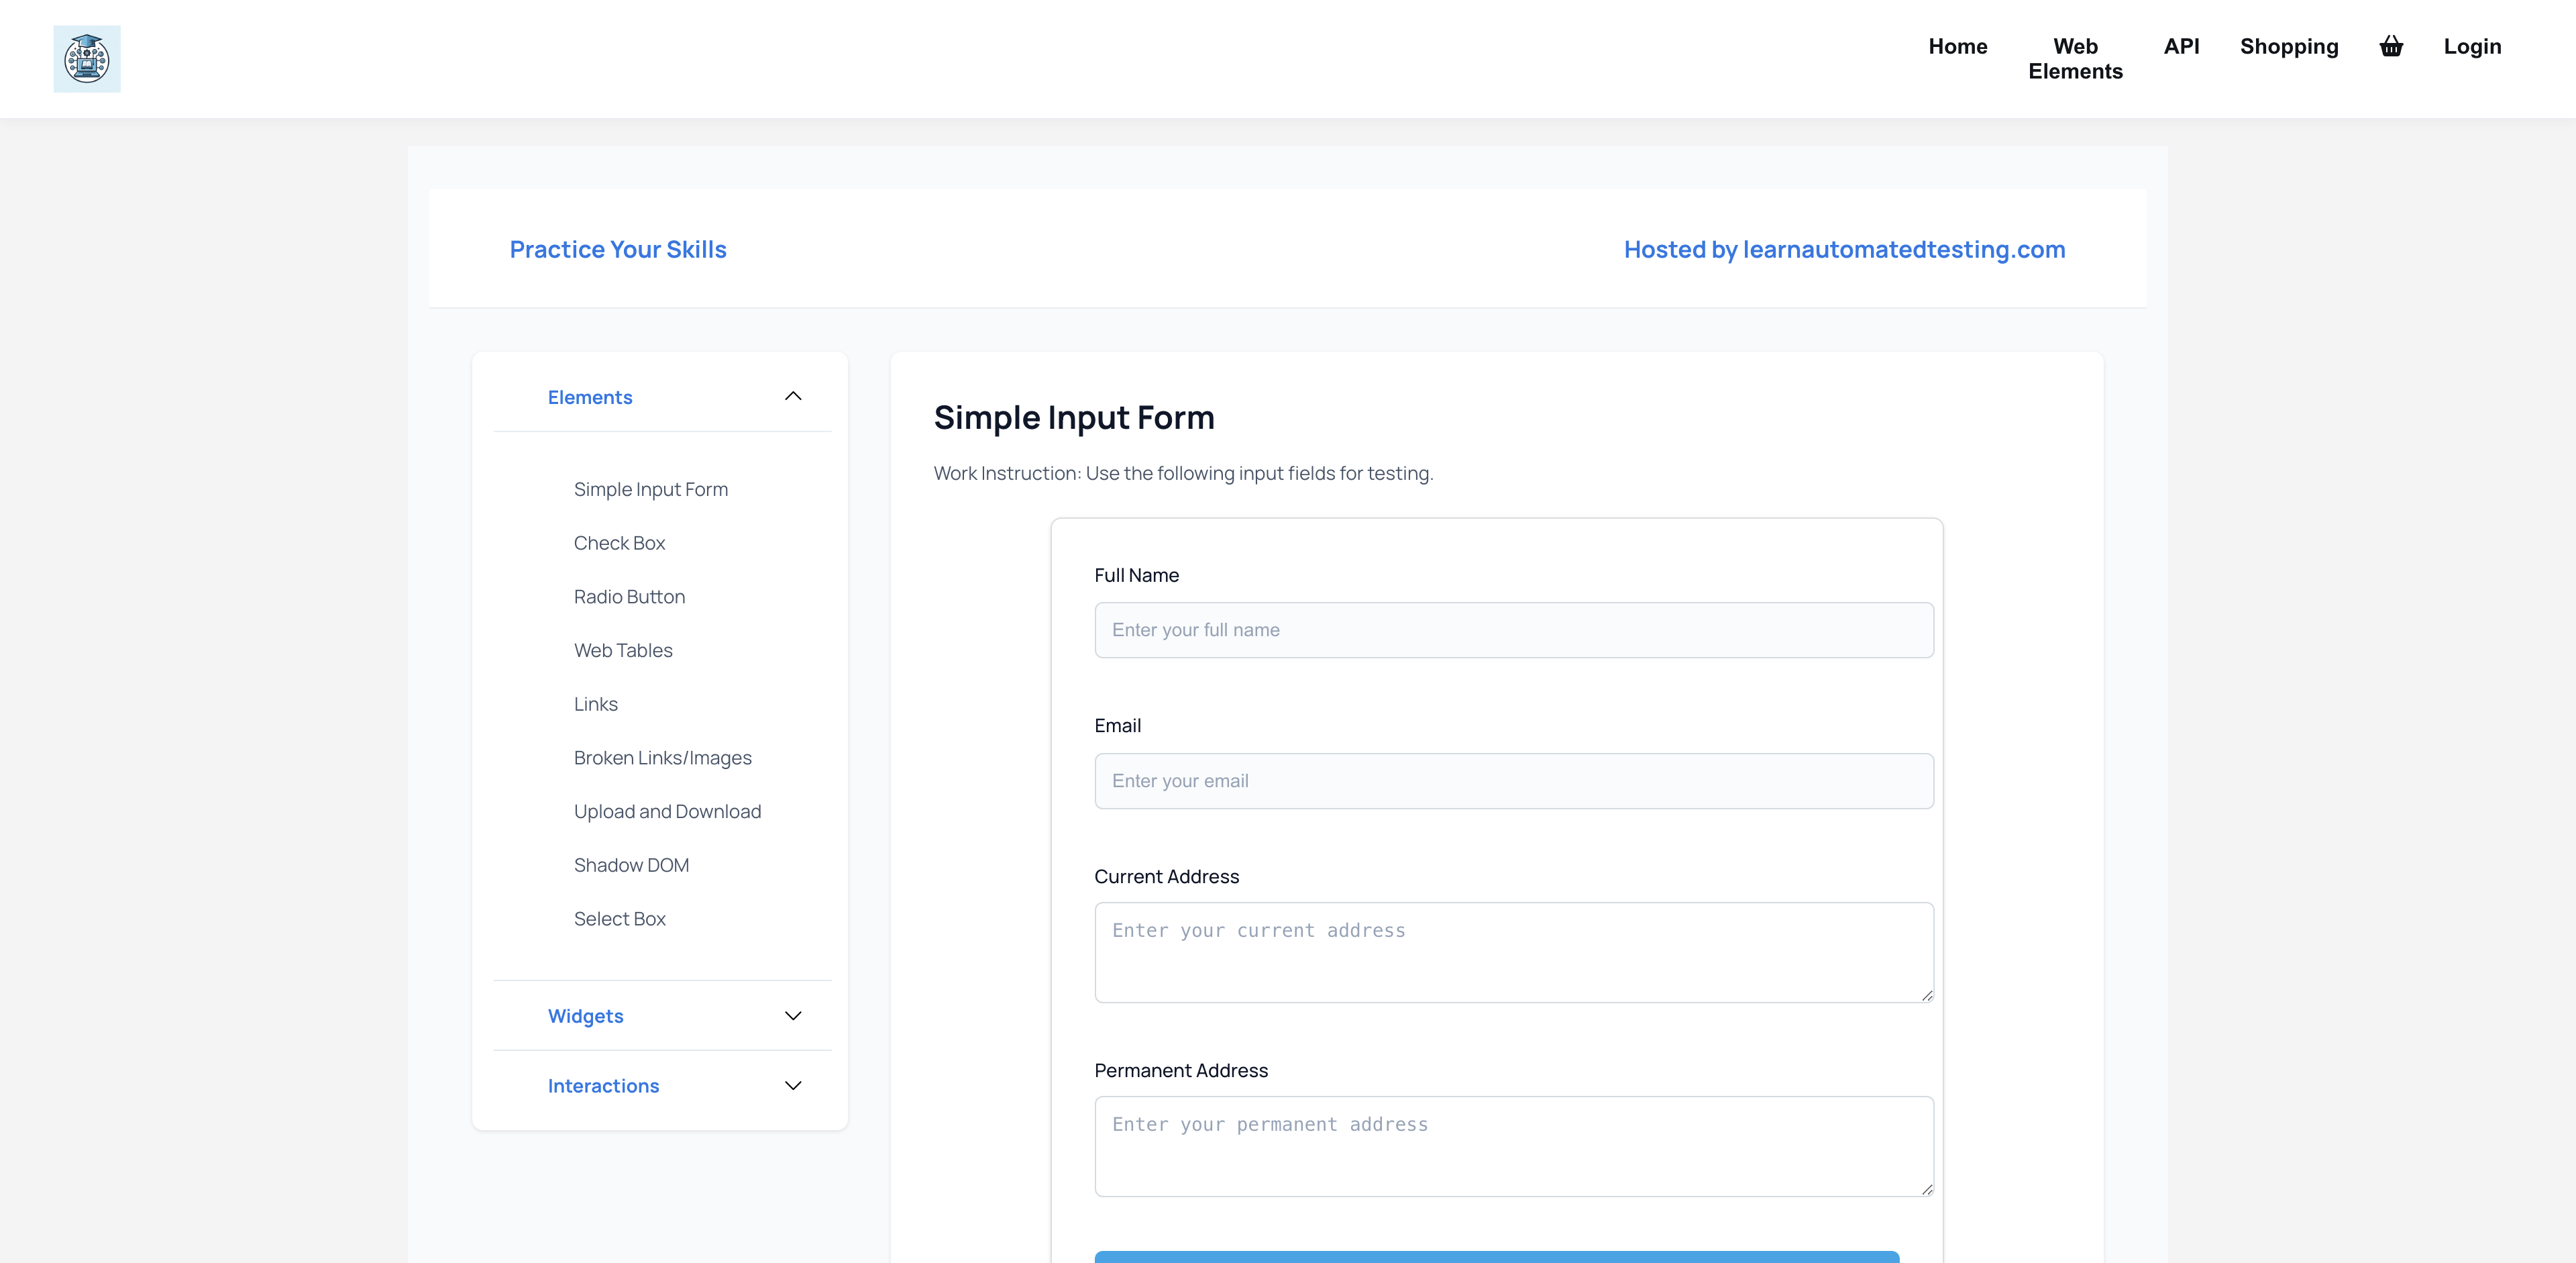 Home
Web
Elements
API
Shopping
Login
Practice Your Skills
Hosted by learnautomatedtesting.com
Elements
Simple Input Form
Check Box
Radio Button
Web Tables
Links
Broken Links/Images
Upload and Download
Shadow DOM
Select Box
Widgets
Interactions
Simple Input Form
Work Instruction: Use the following input fields for testing.
Full Name
Enter your full name
Email
Enter your email
Current Address
Enter your current address
Permanent Address
Enter your permanent address